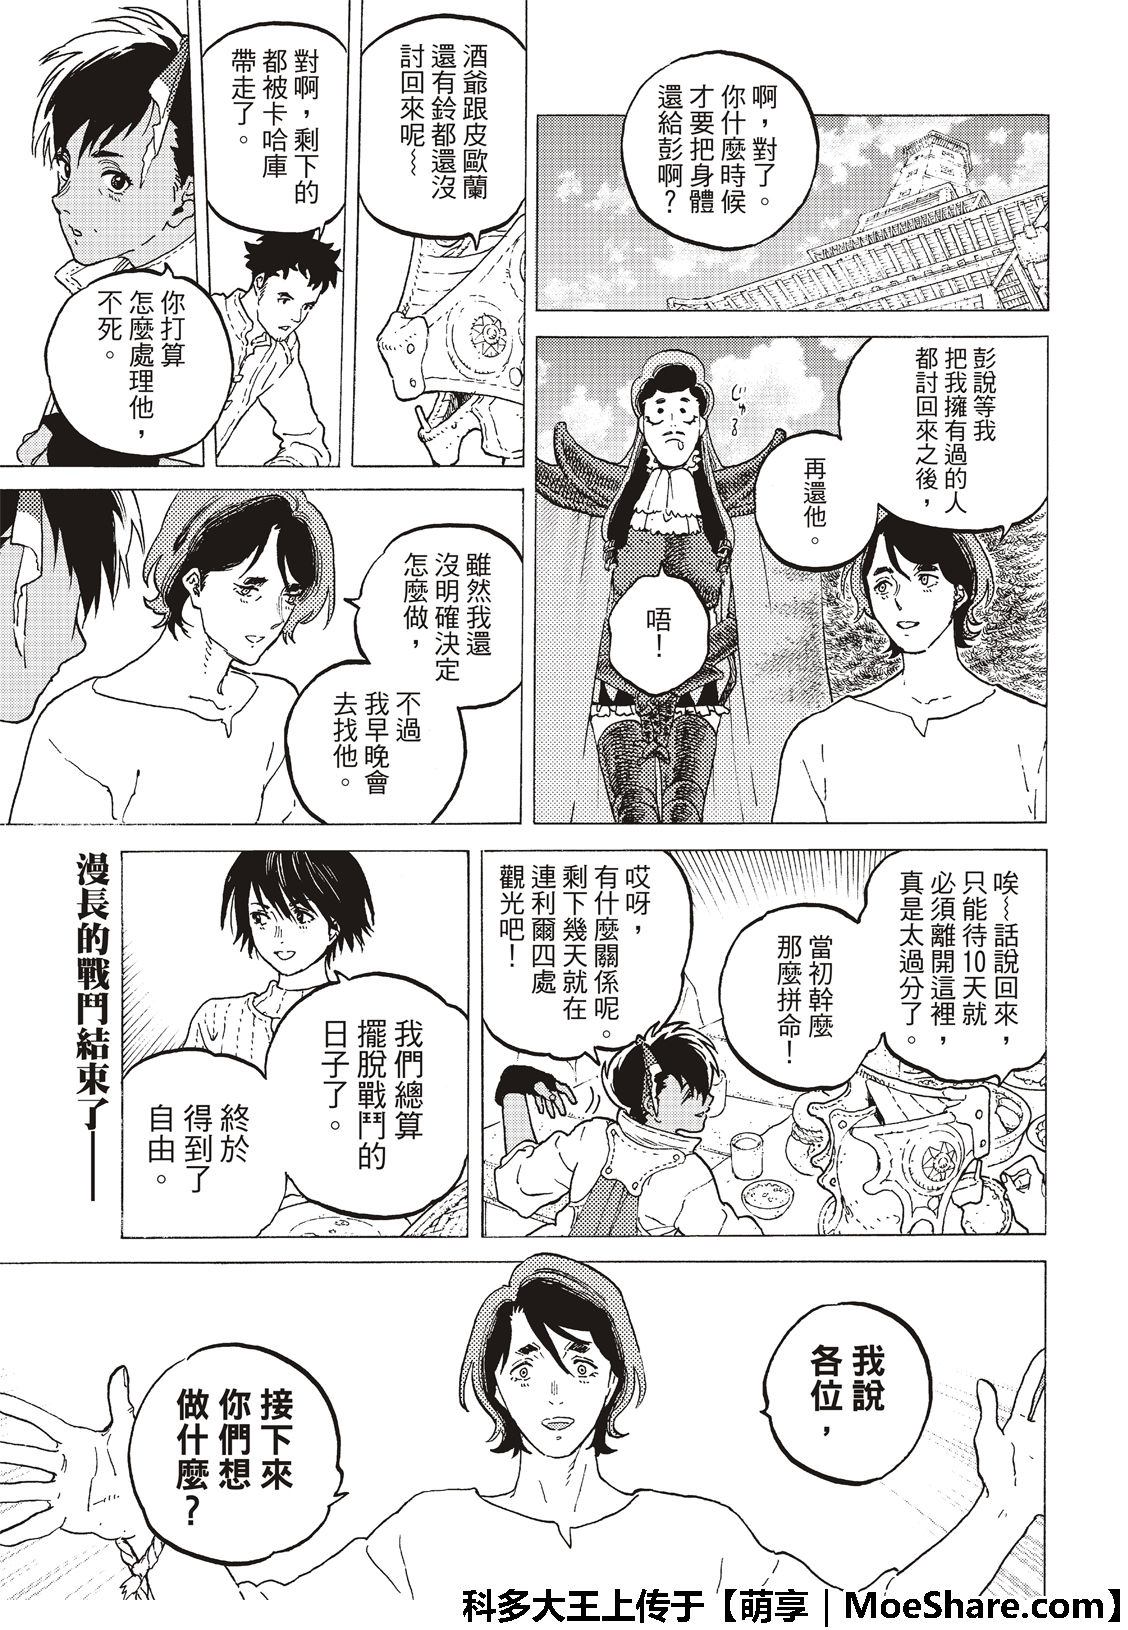 啊，對了。
你什麼時候
才要把身體
還給彭啊？
彭說等我
把我擁有過的人
都討回來之後，
再還他。
じゅる
唔！
酒爺跟皮歐蘭
還有鈴都還沒
討回來呢～
對啊，剩下的
都被卡哈庫
帶走了。
你打算
怎麼處理他，
不死。
雖然我還
沒明確決定
怎麼做，
不過
我早晚會
去找他。
唉～話說回來，
只能待10天就
必須離開這裡，
真是太過分了。
當初幹麼
那麼拼命！
哎呀，
有什麼關係呢。
剩下幾天就在
連利爾四處
觀光吧！
我們總算
擺脫戰鬥的
日子了。
終於
得到了
自由。
漫長的戰鬥結束了——
我說
各位，
接下來
你們想
做什麼？
科多大王上传于【萌享｜MoeShare.com】